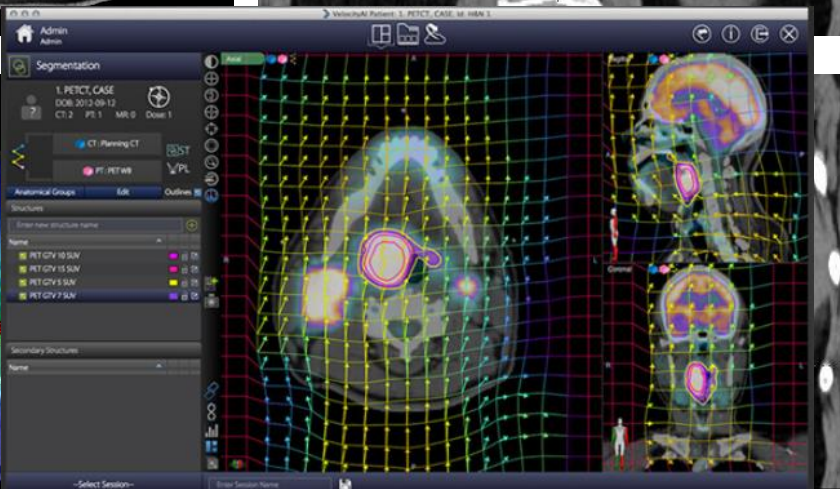 VelocityAI Patient: 1. PETCT, CASE, Id: H&N 1
Admin
Admin
Segmentation
1. PETCT, CASE
DOB: 2012-09-12
CT: 2 PT: 1 MR: 0 Dose: 1
?
CT : Planning CT
ST
PT : PET WB
PL
Anatomical Groups Edit Outlines
Structures
Enter new structure name
Name
PET GTV 10 SUV
PET GTV 15 SUV
PET GTV 5 SUV
PET GTV 7 SUV
Secondary Structures
Name
--Select Session--
Enter Session Name
Axial
A
R
L
Coronal
R
L